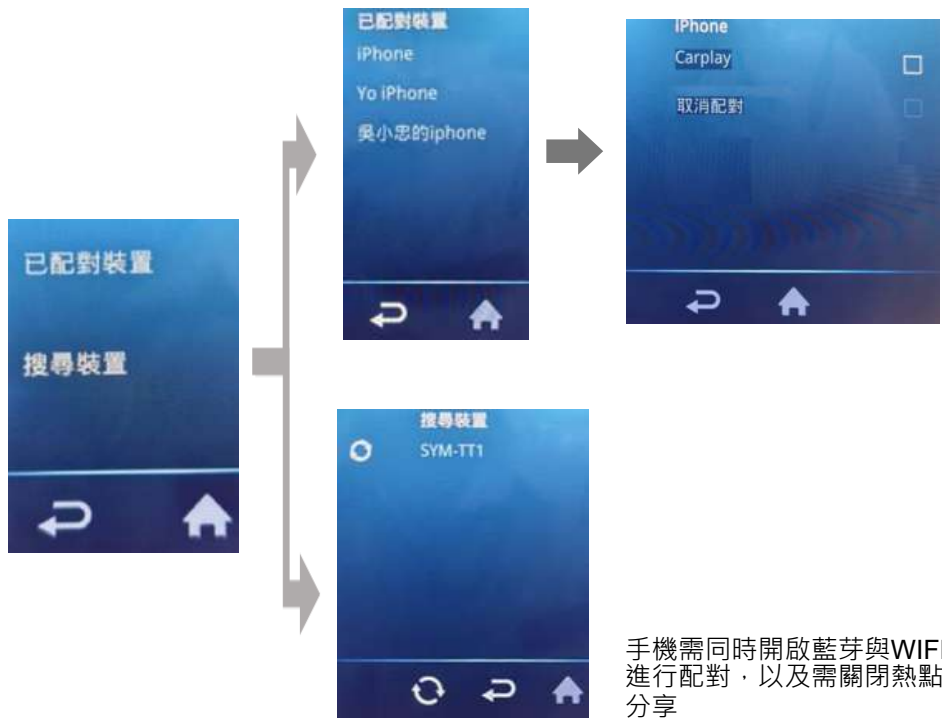 已配對裝置
搜尋裝置
已配對裝置
iPhone
Yo iPhone
吳小忠的iphone
iPhone
Carplay
取消配對
搜尋裝置
SYM-TT1
手機需同時開啟藍芽與WIFI
進行配對，以及需關閉熱點
分享